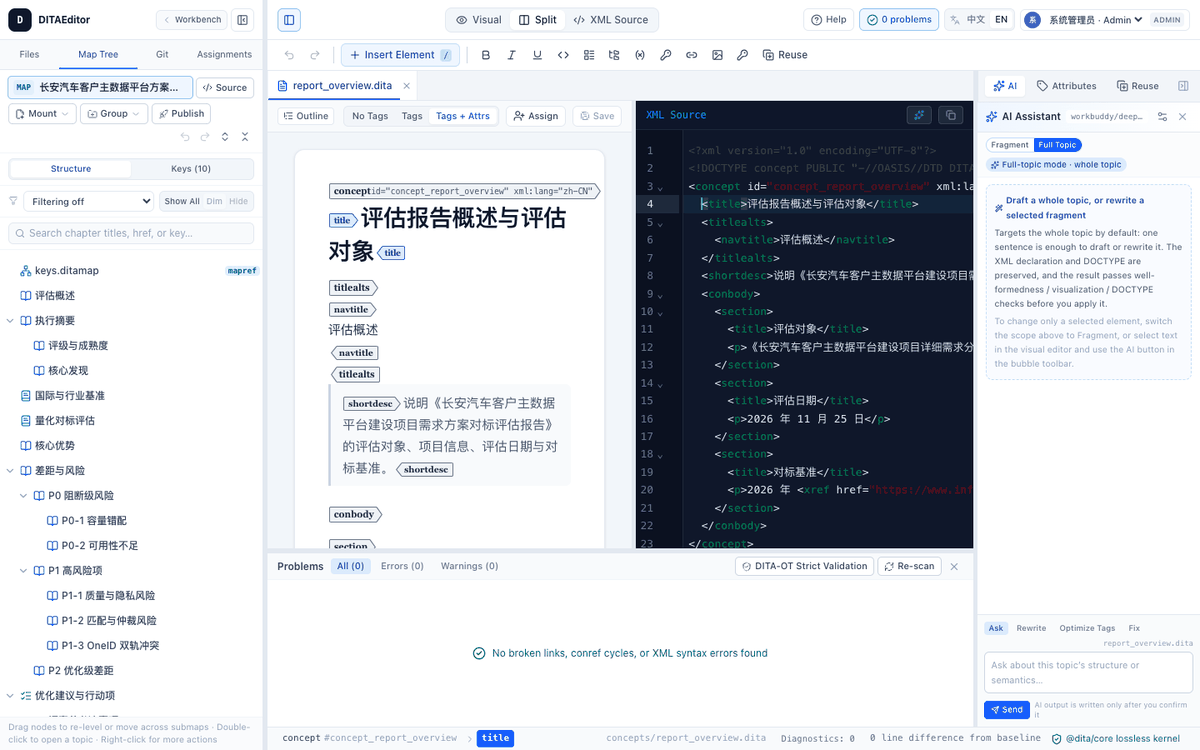 D DITAEditor
Workbench
Visual Split XML Source
Help
0 problems
中文 EN
系 系统管理员 · Admin ADMIN
Files Map Tree Git Assignments
MAP 长安汽车客户主数据平台方案...
Source
Mount Group Publish
Structure Keys (10)
Filtering off
Show All Dim Hide
Search chapter titles, href, or key...
keys.ditamap mapref
评估概述
执行摘要
评级与成熟度
核心发现
国际与行业基准
量化对标评估
核心优势
差距与风险
P0 阻断级风险
P0-1 容量错配
P0-2 可用性不足
P1 高风险项
P1-1 质量与隐私风险
P1-2 匹配与仲裁风险
P1-3 OneID 双轨冲突
P2 优化级差距
优化建议与行动项
Drag nodes to re-level or move across submaps · Double-
click to open a topic · Right-click for more actions
Insert Element /
B I U
Reuse
report_overview.dita
Outline
No Tags Tags Tags + Attrs
Assign
Save
concept id="concept_report_overview" xml:lang="zh-CN"
title 评估报告概述与评估
对象 title
titlealts
navtitle
评估概述
navtitle
titlealts
shortdesc 说明《长安汽车客户主数据
平台建设项目需求方案对标评估报告》
的评估对象、项目信息、评估日期与对
标基准。 shortdesc
conbody
section
XML Source
1 <?xml version="1.0" encoding="UTF-8"?>
2 <!DOCTYPE concept PUBLIC "-//OASIS//DTD DITA
3 <concept id="concept_report_overview" xml:la
4 <title>评估报告概述与评估对象</title>
5 <titlealts>
6 <navtitle>评估概述</navtitle>
7 </titlealts>
8 <shortdesc>说明《长安汽车客户主数据平台建设项目需
9 <conbody>
10 <section>
11 <title>评估对象</title>
12 <p>《长安汽车客户主数据平台建设项目详细需求分
13 </section>
14 <section>
15 <title>评估日期</title>
16 <p>2026 年 11 月 25 日</p>
17 </section>
18 <section>
19 <title>对标基准</title>
20 <p>2026 年 <xref href="https://www.inf
21 </section>
22 </conbody>
23 </concept>
Problems All (0) Errors (0) Warnings (0)
DITA-OT Strict Validation
Re-scan
No broken links, conref cycles, or XML syntax errors found
AI Attributes Reuse
AI Assistant workbuddy/deep...
Fragment Full Topic
Full-topic mode · whole topic
Draft a whole topic, or rewrite a
selected fragment
Targets the whole topic by default: one
sentence is enough to draft or rewrite it. The
XML declaration and DOCTYPE are
preserved, and the result passes well-
formedness / visualization / DOCTYPE
checks before you apply it.
To change only a selected element, switch
the scope above to Fragment, or select text
in the visual editor and use the AI button in
the bubble toolbar.
Ask Rewrite Optimize Tags Fix
report_overview.dita
Ask about this topic's structure or
semantics...
Send
AI output is written only after you confirm
it
concept #concept_report_overview title
concepts/report_overview.dita Diagnostics: 0 0 line difference from baseline @dita/core lossless kernel